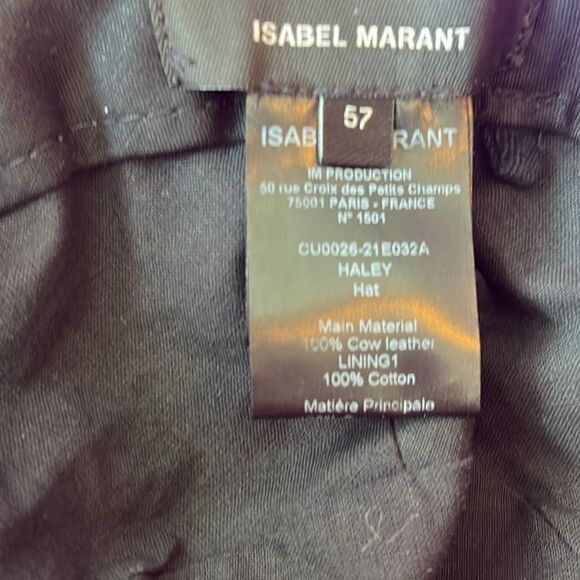 ISABEL MARANT
57
ISAB RANT
IM PRODUCTION
50 rue Croix des Petits Champs
75001 PARIS - FRANCE
N° 1501
CU0026-21E032A
HALEY
Hat
Main Material
100% Cow leather
LINING1
100% Cotton
Matière Principale